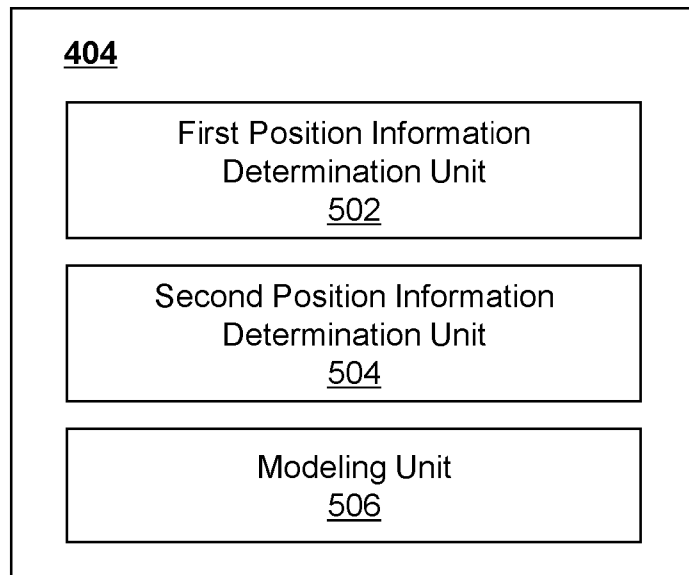 404
First Position Information
Determination Unit
502
Second Position Information
Determination Unit
504
Modeling Unit
506